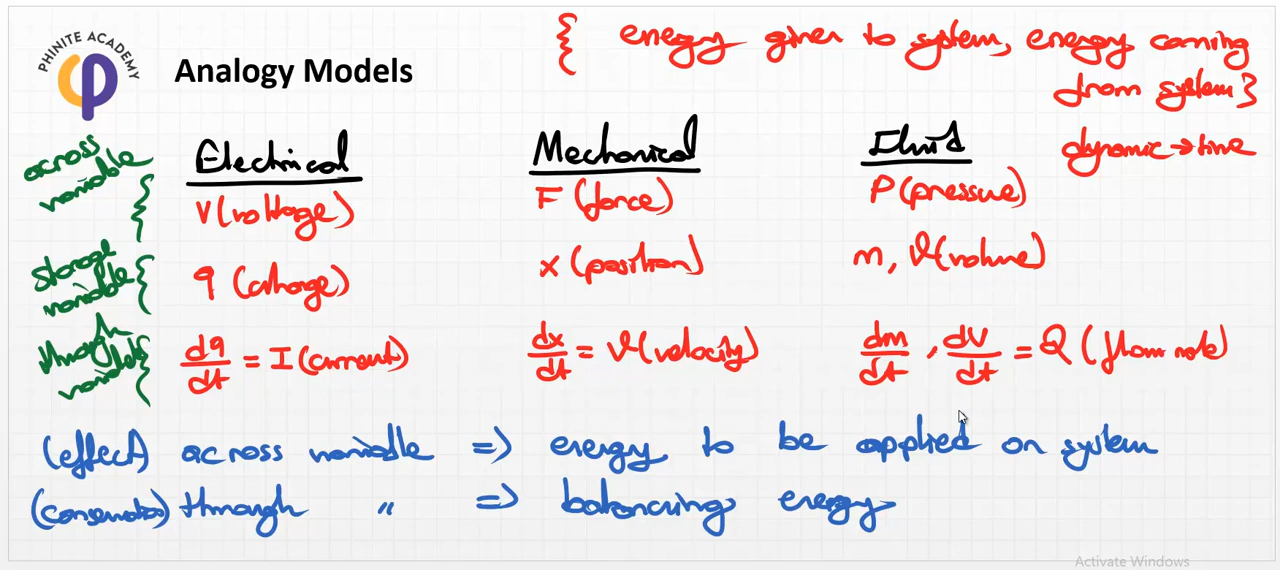 PHINITE ACADEMY
Analogy Models
{ energy given to system, energy coming
from system }
dynamic → time
across variable
Electrical
Mechanical
Fluid
V (voltage)
F (force)
P (pressure)
storage variable
q (charge)
x (position)
m, V (volume)
through variable
dq/dt = I (current)
dx/dt = V (velocity)
dm/dt, dV/dt = Q (flow rate)
(effect) across variable => energy to be applied on system
(conservation) through " => balancing energy
Activate Windows